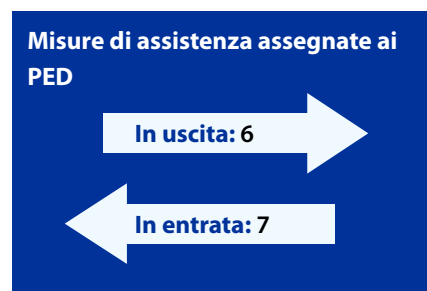 Misure di assistenza assegnate ai
PED
In uscita: 6
In entrata: 7